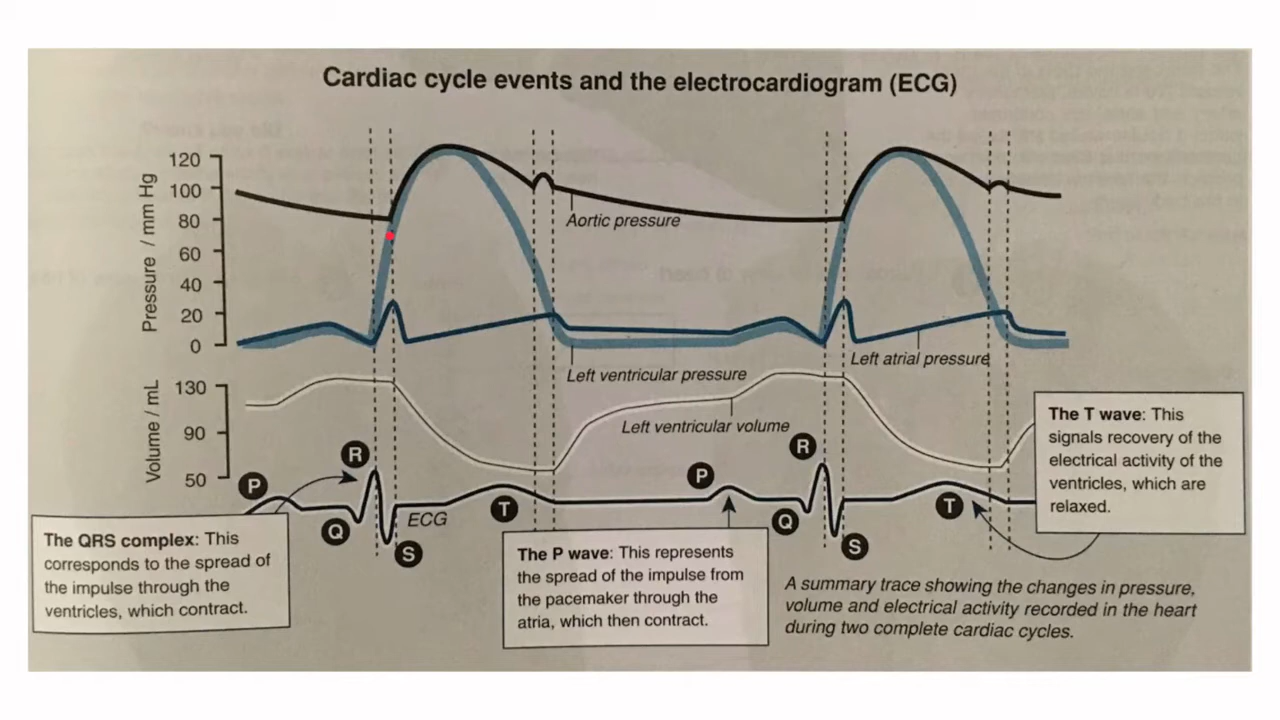 Cardiac cycle events and the electrocardiogram (ECG)
Pressure / mm Hg
120
100
80
60
40
20
0
Aortic pressure
Left atrial pressure
Left ventricular pressure
Volume / mL
130
90
50
Left ventricular volume
P
R
Q
S
ECG
T
P
R
Q
S
T
The QRS complex: This
corresponds to the spread of
the impulse through the
ventricles, which contract.
The P wave: This represents
the spread of the impulse from
the pacemaker through the
atria, which then contract.
The T wave: This
signals recovery of the
electrical activity of the
ventricles, which are
relaxed.
A summary trace showing the changes in pressure,
volume and electrical activity recorded in the heart
during two complete cardiac cycles.